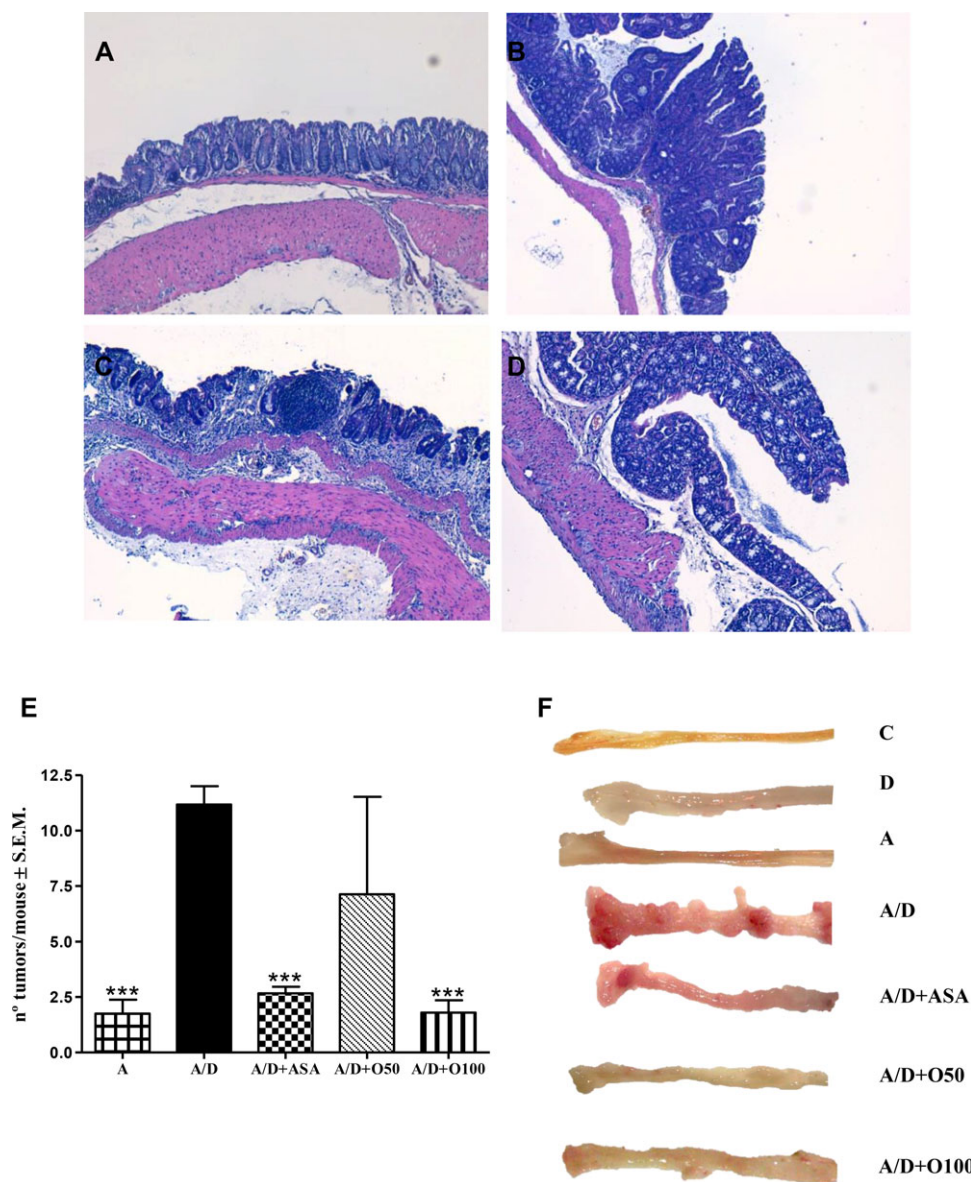 A
B
C
D
E
F
nº tumors/mouse ± S.E.M.
12.5
10.0
7.5
5.0
2.5
0.0
***
***
***
A A/D A/D+ASA A/D+O50 A/D+O100
C
D
A
A/D
A/D+ASA
A/D+O50
A/D+O100